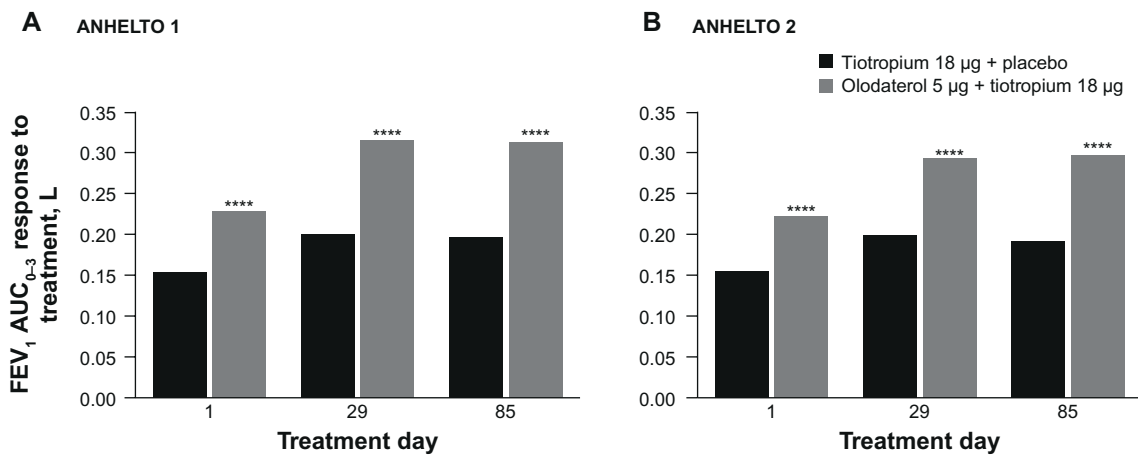 A ANHELTO 1
FEV₁ AUC₀₋₃ response to
treatment, L
0.35
0.30
0.25
0.20
0.15
0.10
0.05
0.00
****
****
****
1 29 85
Treatment day
B ANHELTO 2
Tiotropium 18 µg + placebo
Olodaterol 5 µg + tiotropium 18 µg
0.35
0.30
0.25
0.20
0.15
0.10
0.05
0.00
****
****
****
1 29 85
Treatment day